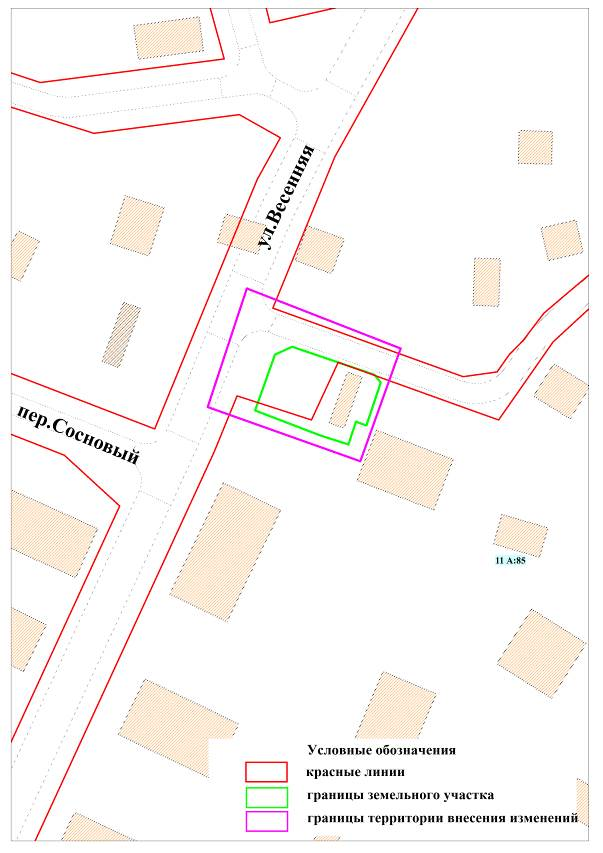 ул.Весенняя
пер.Сосновый
11 А:85
Условные обозначения
красные линии
границы земельного участка
границы территории внесения изменений